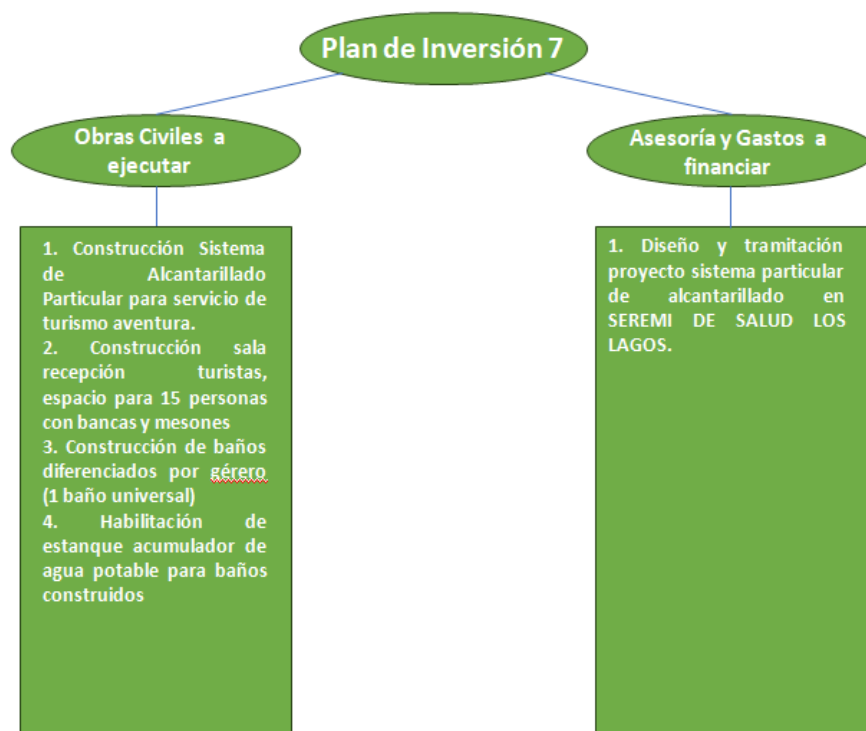 Plan de Inversión 7
Obras Civiles a
ejecutar
1. Construcción Sistema
de Alcantarillado
Particular para servicio de
turismo aventura.
2. Construcción sala
recepción turistas,
espacio para 15 personas
con bancas y mesones
3. Construcción de baños
diferenciados por gérero
(1 baño universal)
4. Habilitación de
estanque acumulador de
agua potable para baños
construidos
Asesoría y Gastos a
financiar
1. Diseño y tramitación
proyecto sistema particular
de alcantarillado en
SEREMI DE SALUD LOS
LAGOS.